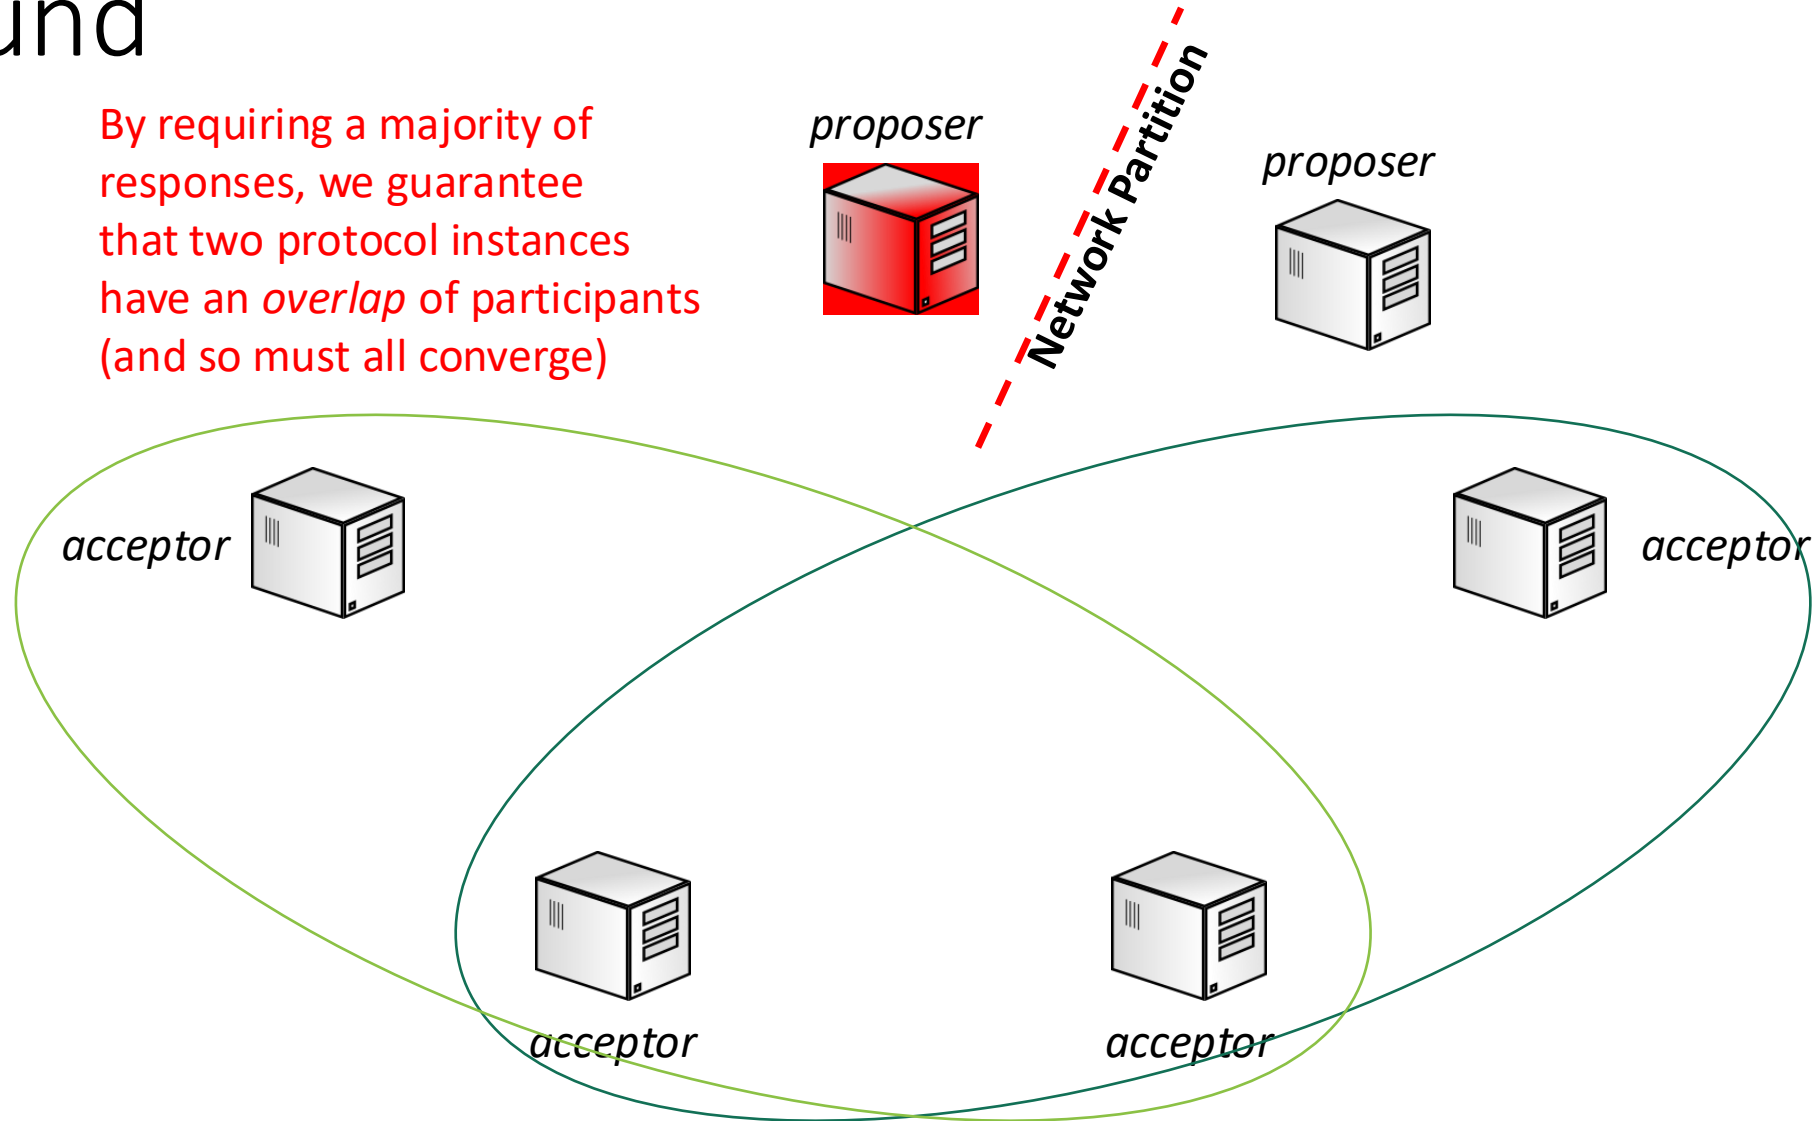 By requiring a majority of
responses, we guarantee
that two protocol instances
have an overlap of participants
(and so must all converge)
proposer
Network Partition
proposer
acceptor
acceptor
acceptor
acceptor